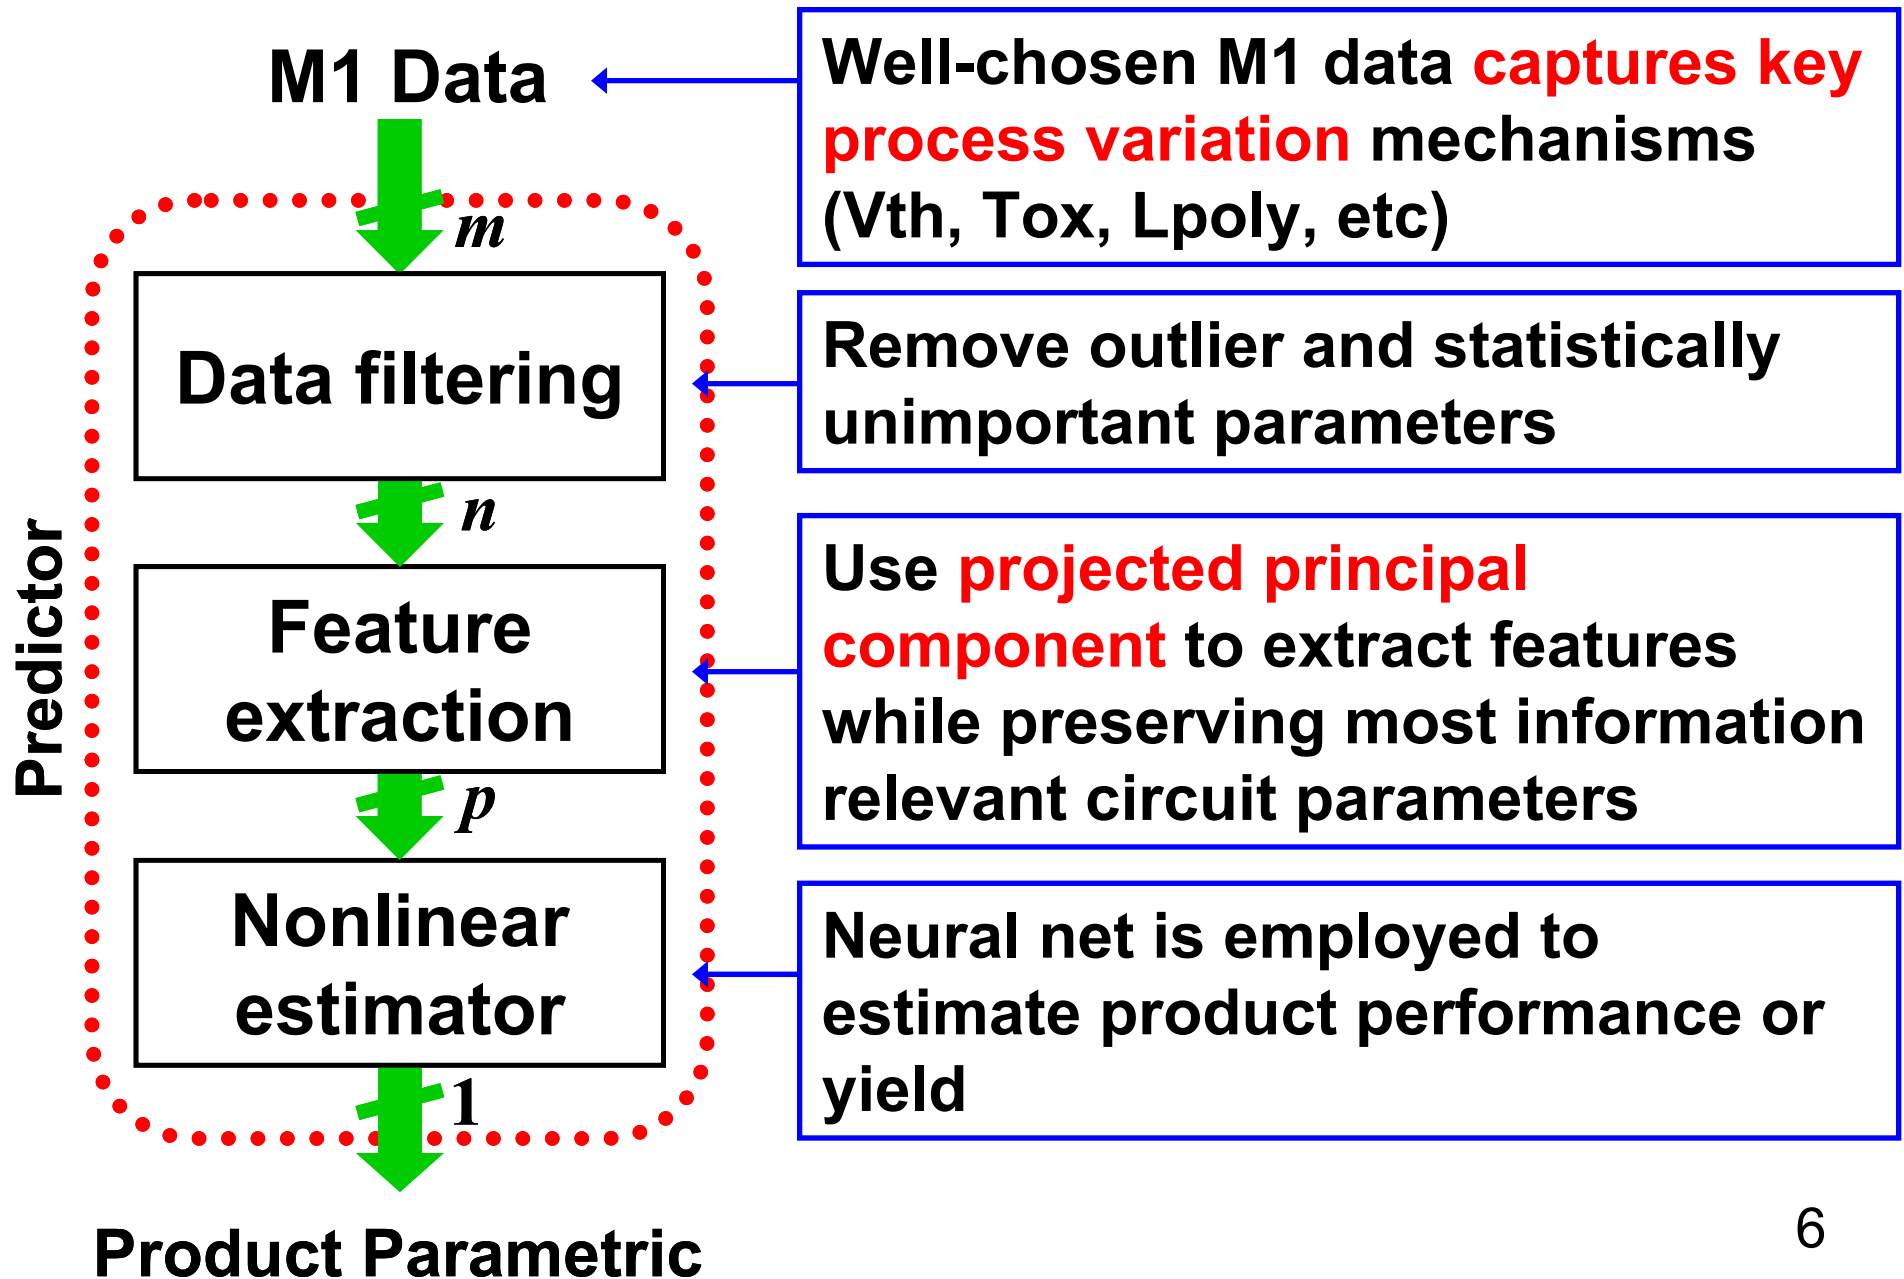 M1 Data
Well-chosen M1 data captures key
process variation mechanisms
(Vth, Tox, Lpoly, etc)
m
Data filtering
Remove outlier and statistically
unimportant parameters
n
Predictor
Feature
extraction
Use projected principal
component to extract features
while preserving most information
relevant circuit parameters
p
Nonlinear
estimator
Neural net is employed to
estimate product performance or
yield
1
Product Parametric
6